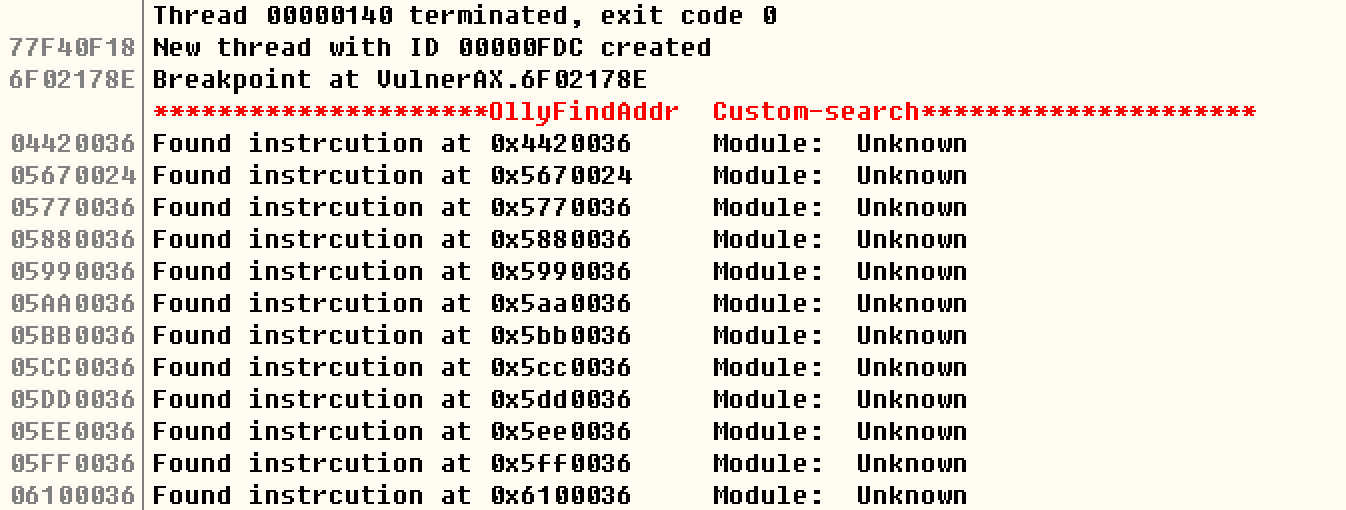 Thread 00000140 terminated, exit code 0
77F40F18 New thread with ID 00000FDC created
6F02178E Breakpoint at VulnerAX.6F02178E
*********************OllyFindAddr  Custom-search*********************
04420036 Found instrcution at 0x4420036     Module:  Unknown
05670024 Found instrcution at 0x5670024     Module:  Unknown
05770036 Found instrcution at 0x5770036     Module:  Unknown
05880036 Found instrcution at 0x5880036     Module:  Unknown
05990036 Found instrcution at 0x5990036     Module:  Unknown
05AA0036 Found instrcution at 0x5aa0036     Module:  Unknown
05BB0036 Found instrcution at 0x5bb0036     Module:  Unknown
05CC0036 Found instrcution at 0x5cc0036     Module:  Unknown
05DD0036 Found instrcution at 0x5dd0036     Module:  Unknown
05EE0036 Found instrcution at 0x5ee0036     Module:  Unknown
05FF0036 Found instrcution at 0x5ff0036     Module:  Unknown
06100036 Found instrcution at 0x6100036     Module:  Unknown